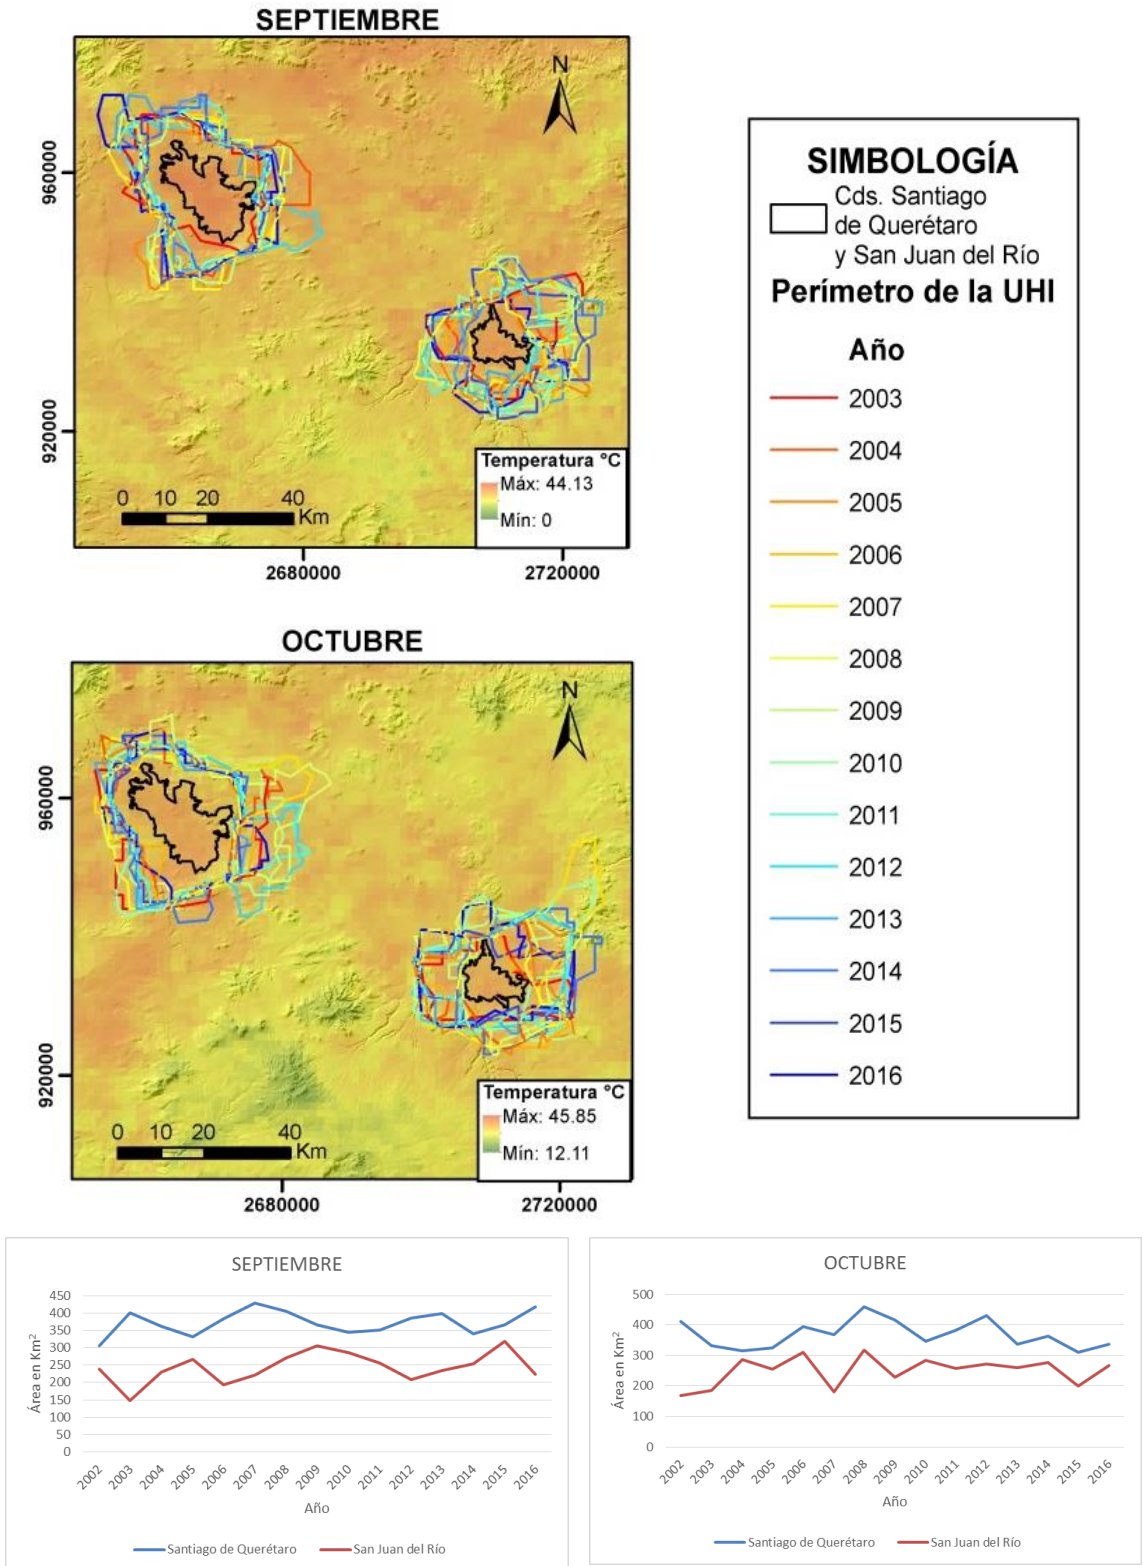 SEPTIEMBRE
N
960000
920000
Temperatura °C
Máx: 44.13
Mín: 0
0 10 20 40
Km
2680000 2720000
SIMBOLOGÍA
Cds. Santiago
de Querétaro
y San Juan del Río
Perímetro de la UHI
Año
2003
2004
2005
2006
2007
2008
2009
2010
2011
2012
2013
2014
2015
2016
OCTUBRE
N
960000
920000
Temperatura °C
Máx: 45.85
Mín: 12.11
0 10 20 40
Km
2680000 2720000
SEPTIEMBRE
Área en Km²
450
400
350
300
250
200
150
100
50
0
2002 2003 2004 2005 2006 2007 2008 2009 2010 2011 2012 2013 2014 2015 2016
Año
Santiago de Querétaro San Juan del Río
OCTUBRE
Área en Km²
500
400
300
200
100
0
2002 2003 2004 2005 2006 2007 2008 2009 2010 2011 2012 2013 2014 2015 2016
Año
Santiago de Querétaro San Juan del Río